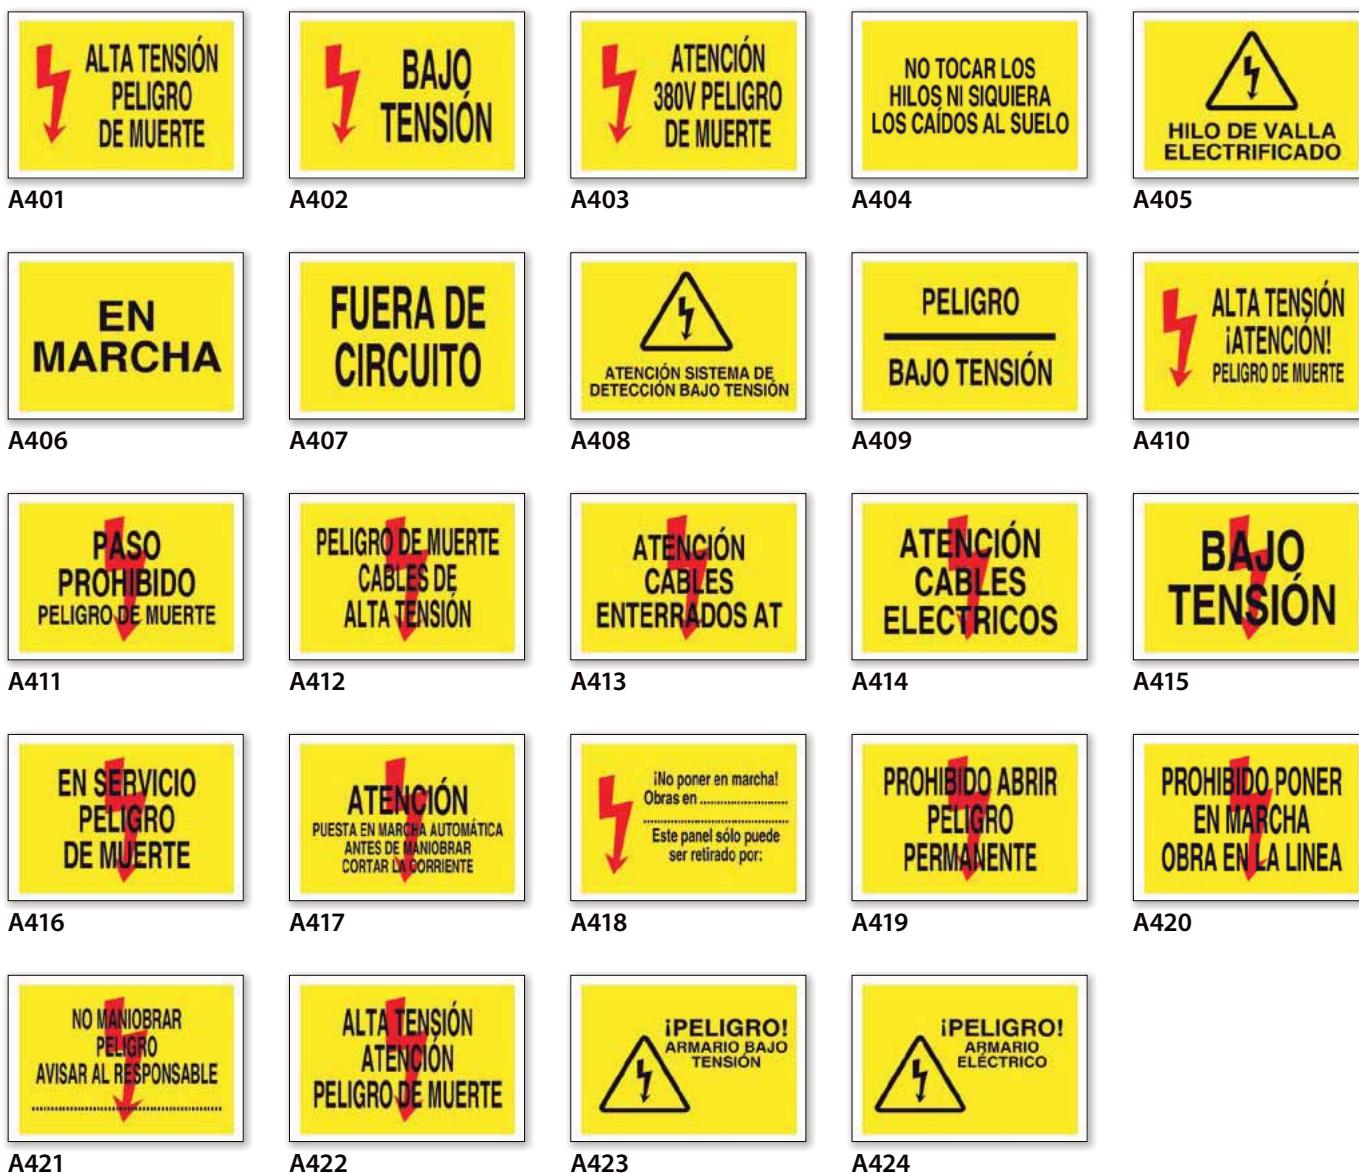 ALTA TENSIÓN
PELIGRO
DE MUERTE
A401
BAJO
TENSIÓN
A402
ATENCIÓN
380V PELIGRO
DE MUERTE
A403
NO TOCAR LOS
HILOS NI SIQUIERA
LOS CAÍDOS AL SUELO
A404
HILO DE VALLA
ELECTRIFICADO
A405
EN
MARCHA
A406
FUERA DE
CIRCUITO
A407
ATENCIÓN SISTEMA DE
DETECCIÓN BAJO TENSIÓN
A408
PELIGRO
BAJO TENSIÓN
A409
ALTA TENSIÓN
¡ATENCIÓN!
PELIGRO DE MUERTE
A410
PASO
PROHIBIDO
PELIGRO DE MUERTE
A411
PELIGRO DE MUERTE
CABLES DE
ALTA TENSIÓN
A412
ATENCIÓN
CABLES
ENTERRADOS AT
A413
ATENCIÓN
CABLES
ELECTRICOS
A414
BAJO
TENSIÓN
A415
EN SERVICIO
PELIGRO
DE MUERTE
A416
ATENCIÓN
PUESTA EN MARCHA AUTOMÁTICA
ANTES DE MANIOBRAR
CORTAR LA CORRIENTE
A417
¡No poner en marcha!
Obras en ........................
........................................
Este panel sólo puede
ser retirado por:
A418
PROHIBIDO ABRIR
PELIGRO
PERMANENTE
A419
PROHIBIDO PONER
EN MARCHA
OBRA EN LA LINEA
A420
NO MANIOBRAR
PELIGRO
AVISAR AL RESPONSABLE
........................................
A421
ALTA TENSIÓN
ATENCIÓN
PELIGRO DE MUERTE
A422
¡PELIGRO!
ARMARIO BAJO
TENSIÓN
A423
¡PELIGRO!
ARMARIO
ELÉCTRICO
A424